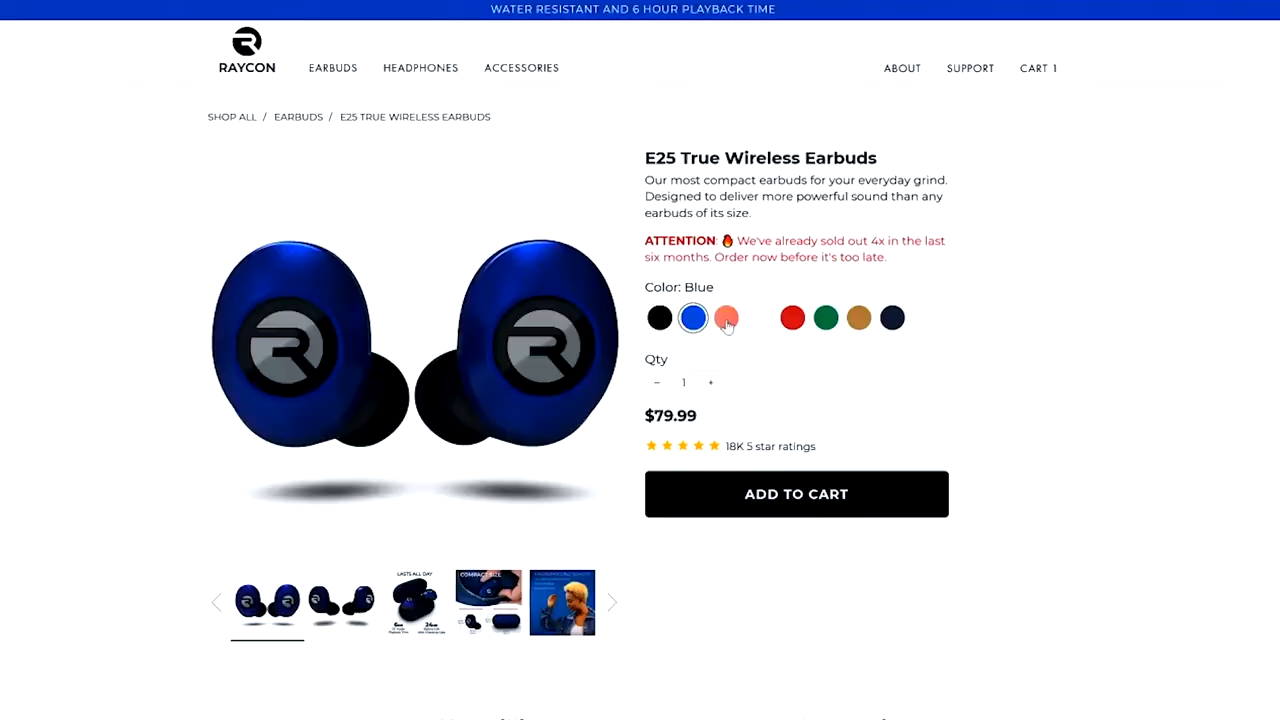 WATER RESISTANT AND 6 HOUR PLAYBACK TIME
RAYCON
EARBUDS
HEADPHONES
ACCESSORIES
ABOUT
SUPPORT
CART 1
SHOP ALL / EARBUDS / E25 TRUE WIRELESS EARBUDS
E25 True Wireless Earbuds
Our most compact earbuds for your everyday grind.
Designed to deliver more powerful sound than any
earbuds of its size.
ATTENTION: 🔥 We've already sold out 4x in the last
six months. Order now before it's too late.
Color: Blue
Qty
− 1 +
$79.99
18K 5 star ratings
ADD TO CART
LASTS ALL DAY
COMPACT SIZE